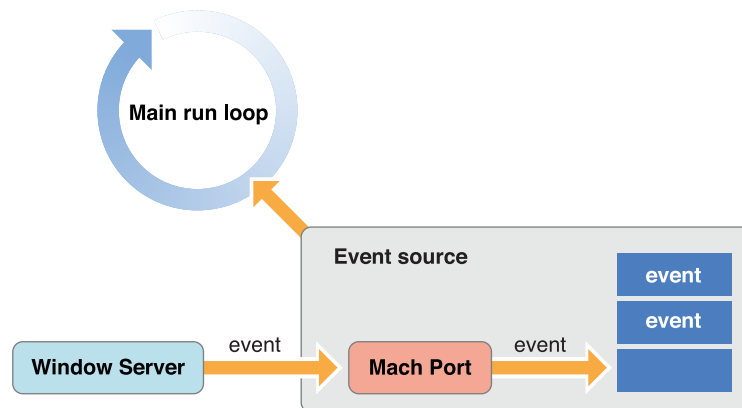 Main run loop
Event source
event
event
event
event
Window Server
Mach Port